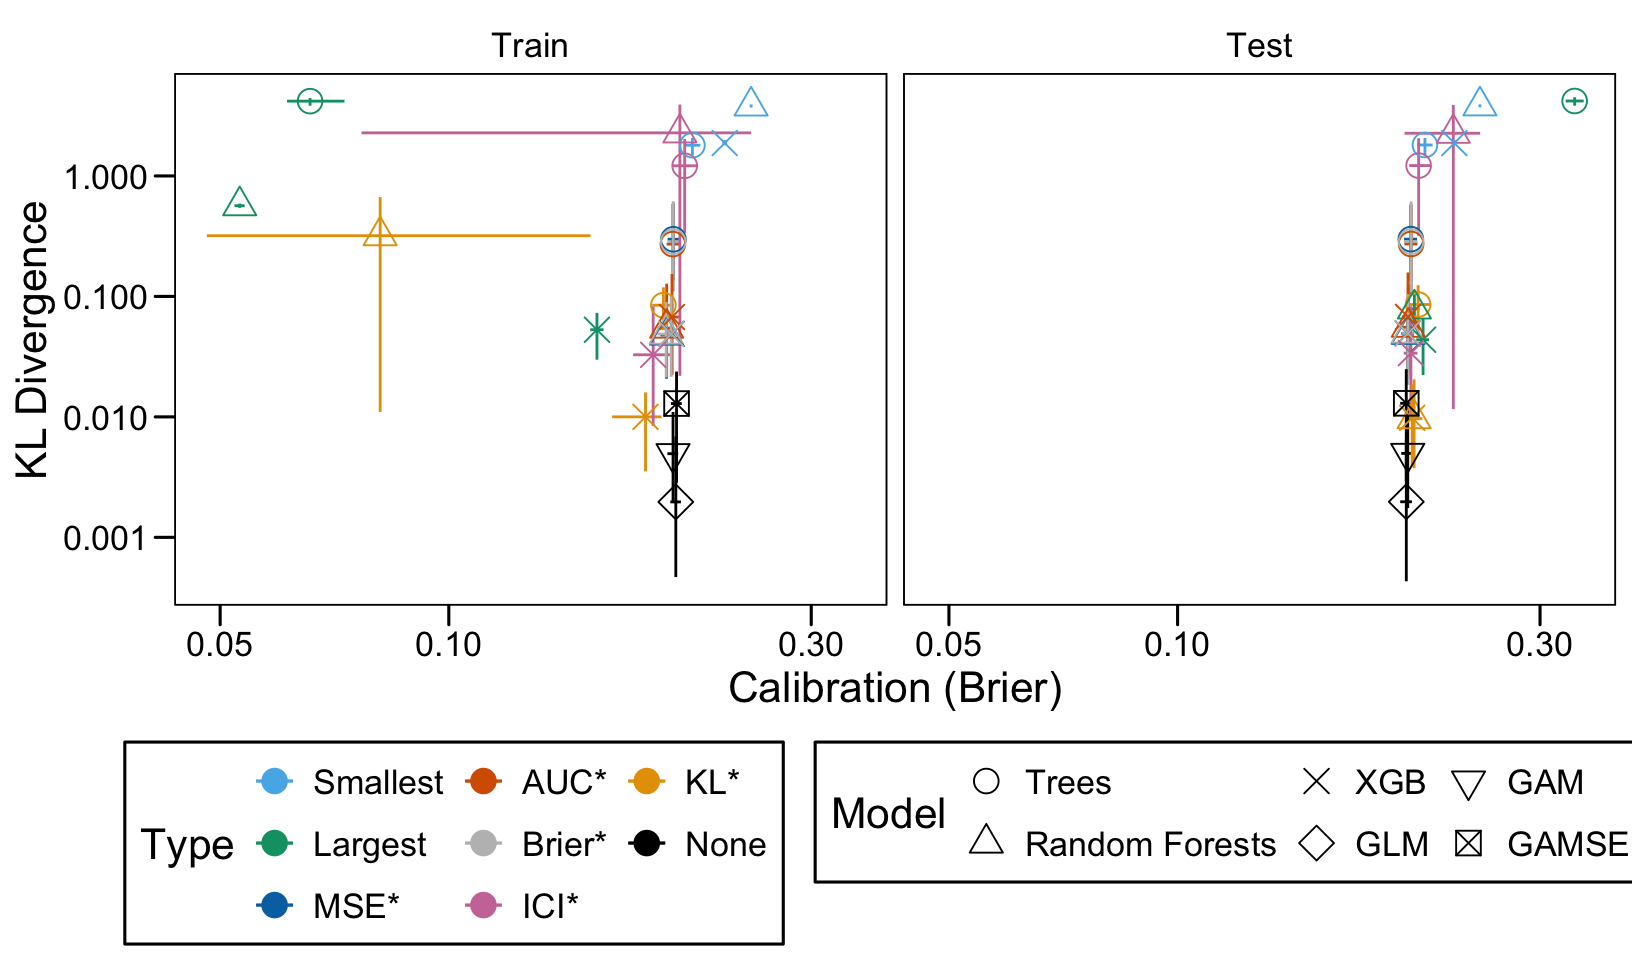 Train Test
KL Divergence
1.000
0.100
0.010
0.001
0.05 0.10 0.30 0.05 0.10 0.30
Calibration (Brier)
Type
Smallest AUC* KL*
Largest Brier* None
MSE* ICI*
Model
Trees XGB GAM
Random Forests GLM GAMSE